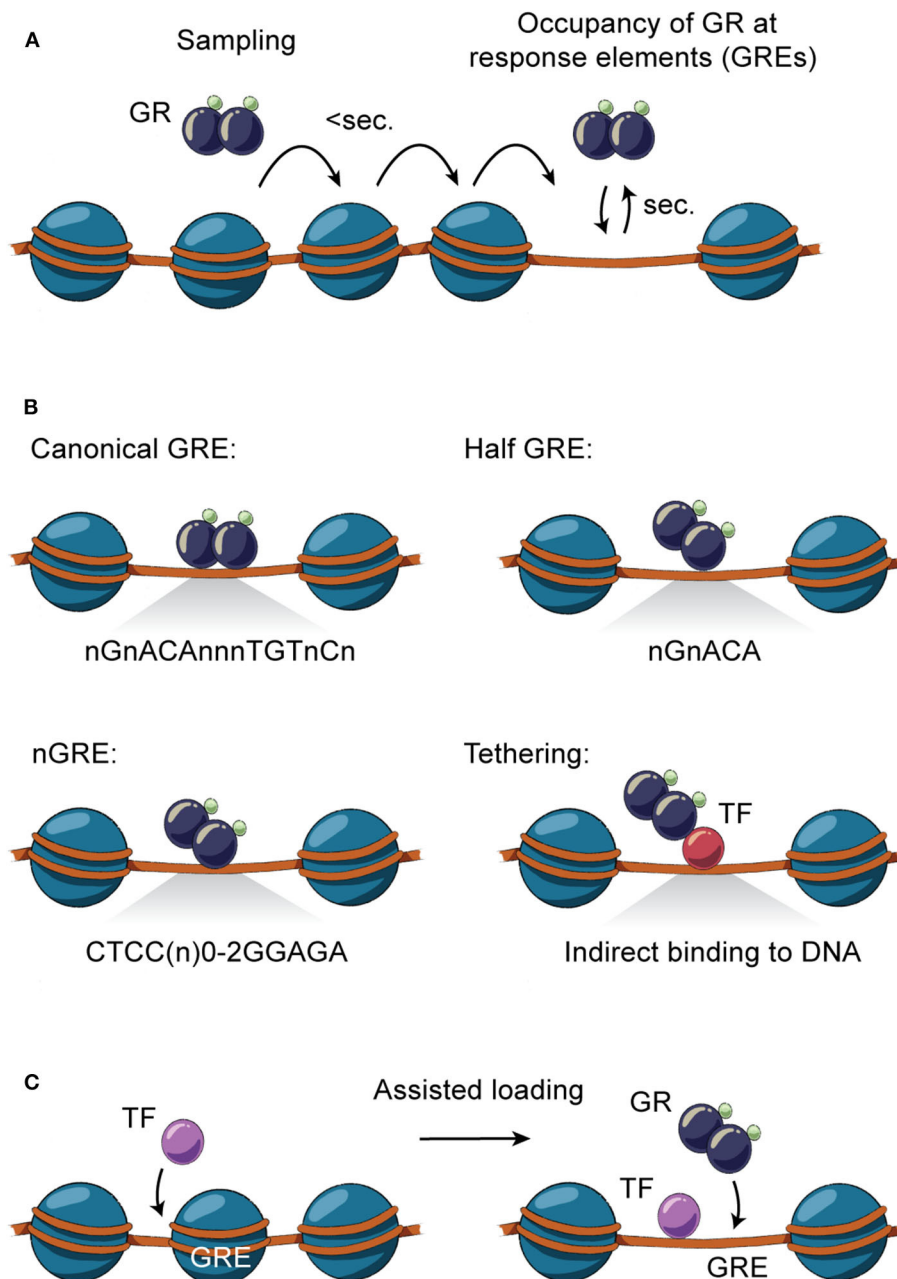 A
Sampling
Occupancy of GR at
response elements (GREs)
GR
<sec.
sec.
B
Canonical GRE:
Half GRE:
nGnACAnnnTGTnCn
nGnACA
nGRE:
Tethering:
TF
CTCC(n)0-2GGAGA
Indirect binding to DNA
C
Assisted loading
TF
GR
TF
GRE
GRE